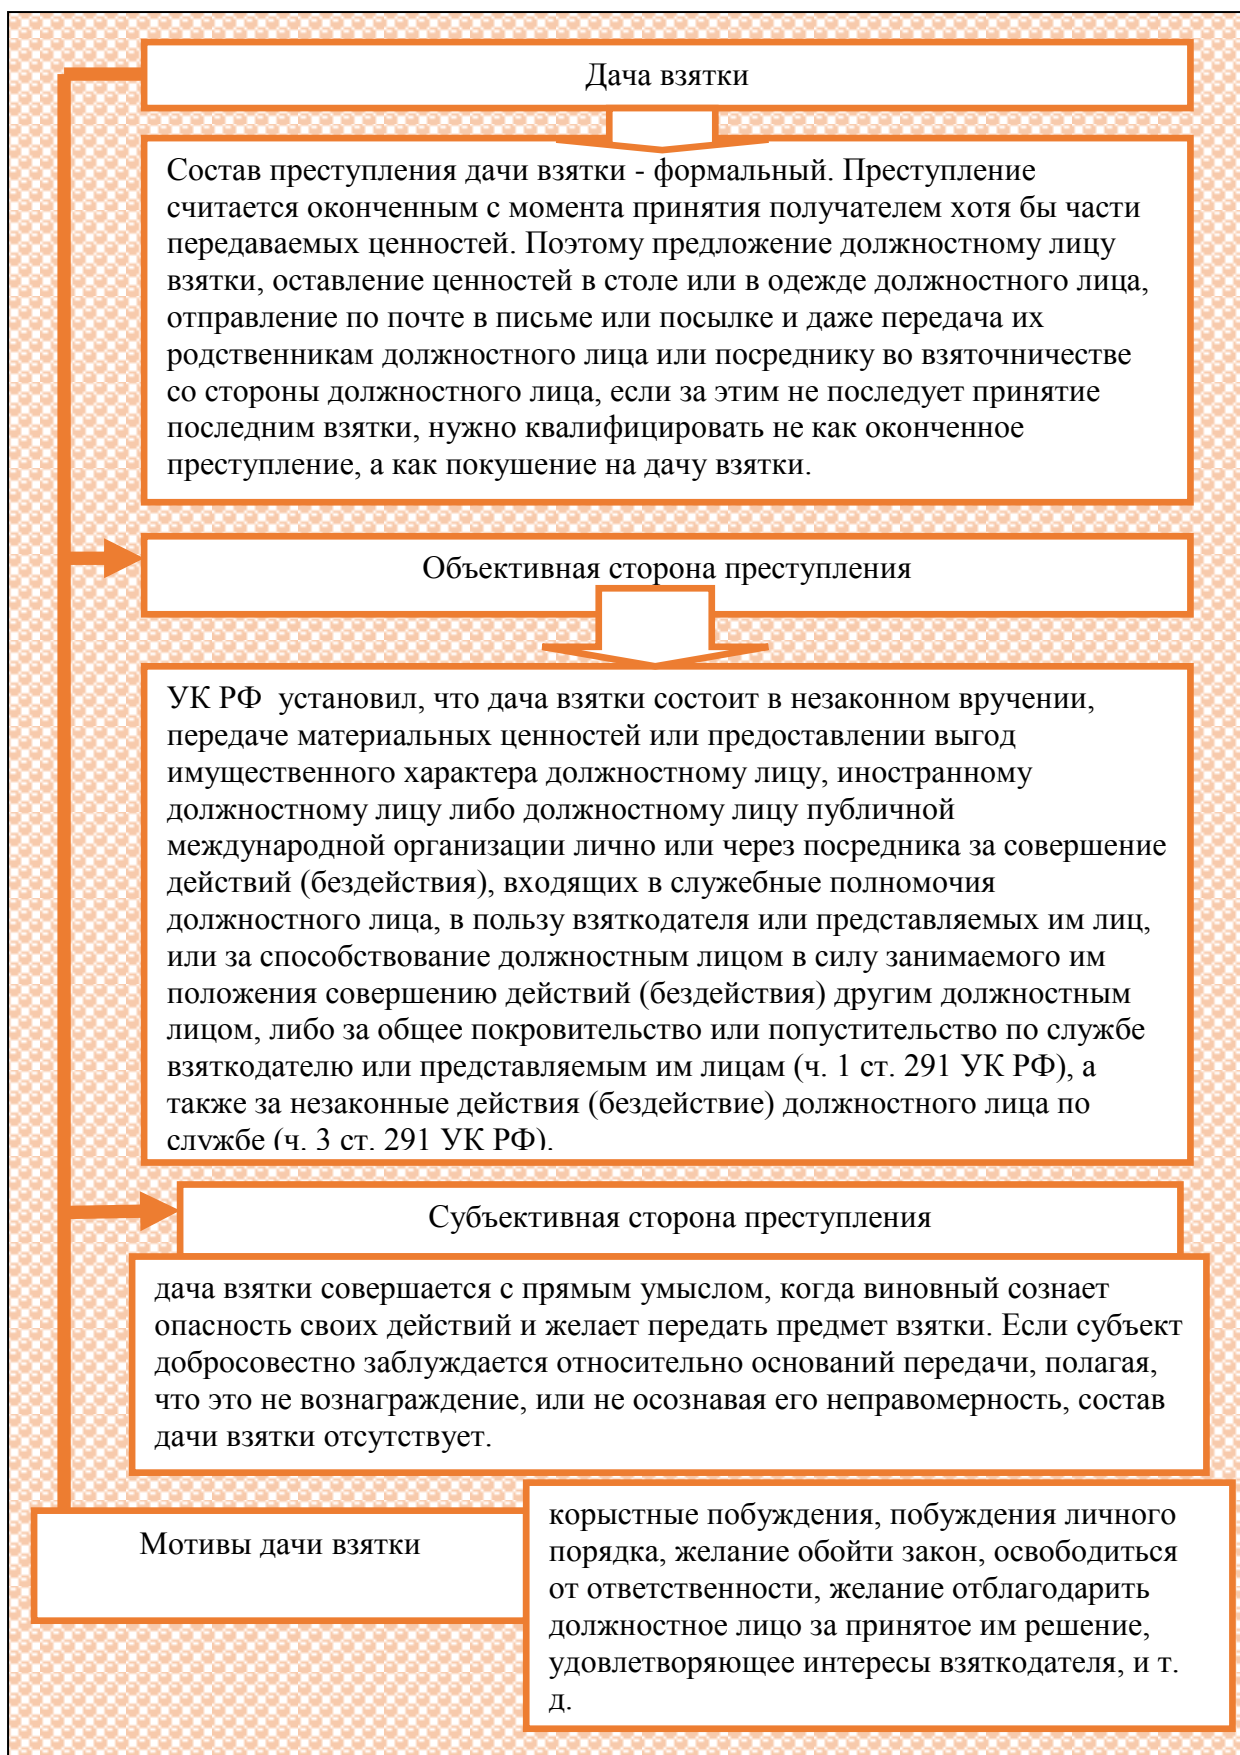 Дача взятки
Состав преступления дачи взятки - формальный. Преступление
считается оконченным с момента принятия получателем хотя бы части
передаваемых ценностей. Поэтому предложение должностному лицу
взятки, оставление ценностей в столе или в одежде должностного лица,
отправление по почте в письме или посылке и даже передача их
родственникам должностного лица или посреднику во взяточничестве
со стороны должностного лица, если за этим не последует принятие
последним взятки, нужно квалифицировать не как оконченное
преступление, а как покушение на дачу взятки.
Объективная сторона преступления
УК РФ  установил, что дача взятки состоит в незаконном вручении,
передаче материальных ценностей или предоставлении выгод
имущественного характера должностному лицу, иностранному
должностному лицу либо должностному лицу публичной
международной организации лично или через посредника за совершение
действий (бездействия), входящих в служебные полномочия
должностного лица, в пользу взяткодателя или представляемых им лиц,
или за способствование должностным лицом в силу занимаемого им
положения совершению действий (бездействия) другим должностным
лицом, либо за общее покровительство или попустительство по службе
взяткодателю или представляемым им лицам (ч. 1 ст. 291 УК РФ), а
также за незаконные действия (бездействие) должностного лица по
службе (ч. 3 ст. 291 УК РФ).
Субъективная сторона преступления
дача взятки совершается с прямым умыслом, когда виновный сознает
опасность своих действий и желает передать предмет взятки. Если субъект
добросовестно заблуждается относительно оснований передачи, полагая,
что это не вознаграждение, или не осознавая его неправомерность, состав
дачи взятки отсутствует.
Мотивы дачи взятки
корыстные побуждения, побуждения личного
порядка, желание обойти закон, освободиться
от ответственности, желание отблагодарить
должностное лицо за принятое им решение,
удовлетворяющее интересы взяткодателя, и т.
д.